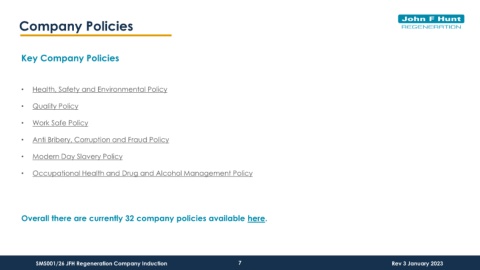 Company Policies
John F Hunt
REGENERATION
Key Company Policies
• Health, Safety and Environmental Policy
• Quality Policy
• Work Safe Policy
• Anti Bribery, Corruption and Fraud Policy
• Modern Day Slavery Policy
• Occupational Health and Drug and Alcohol Management Policy
Overall there are currently 32 company policies available here.
SMS001/26 JFH Regeneration Company Induction
7
Rev 3 January 2023